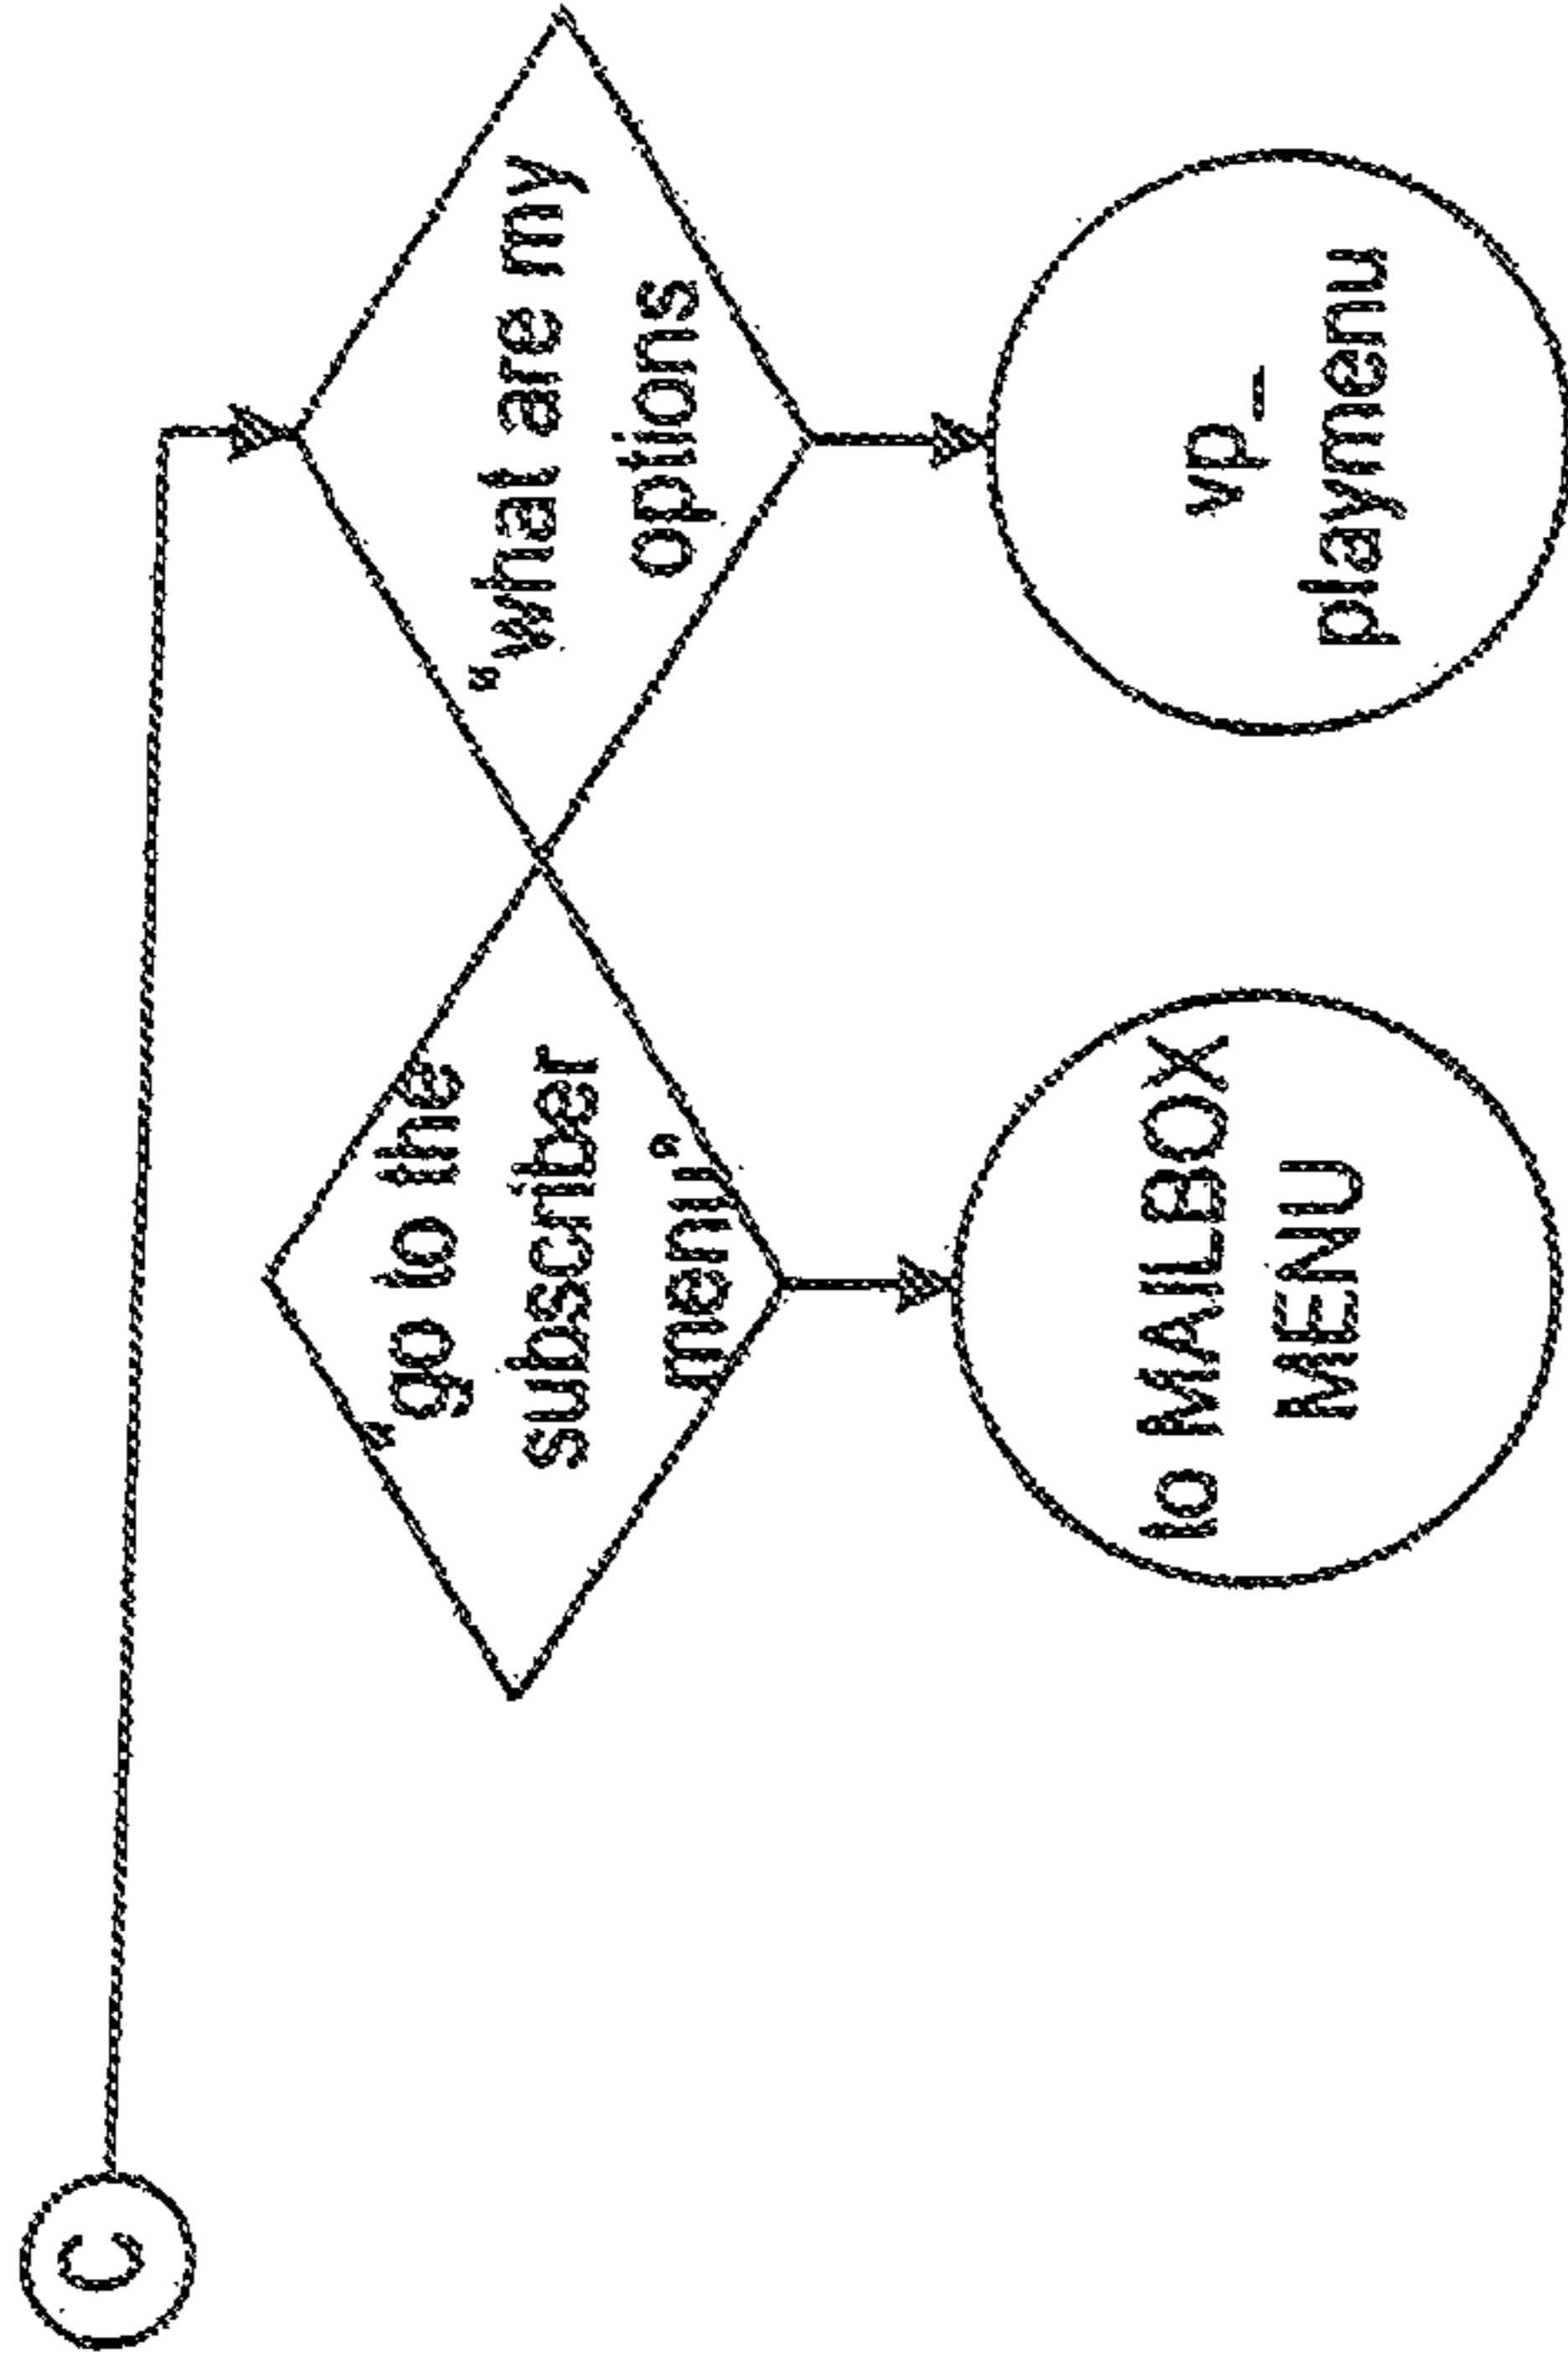 C
"go to the
subscriber
menu"
"what are my
options
to MAILBOX
MENU
vp_
playmenu